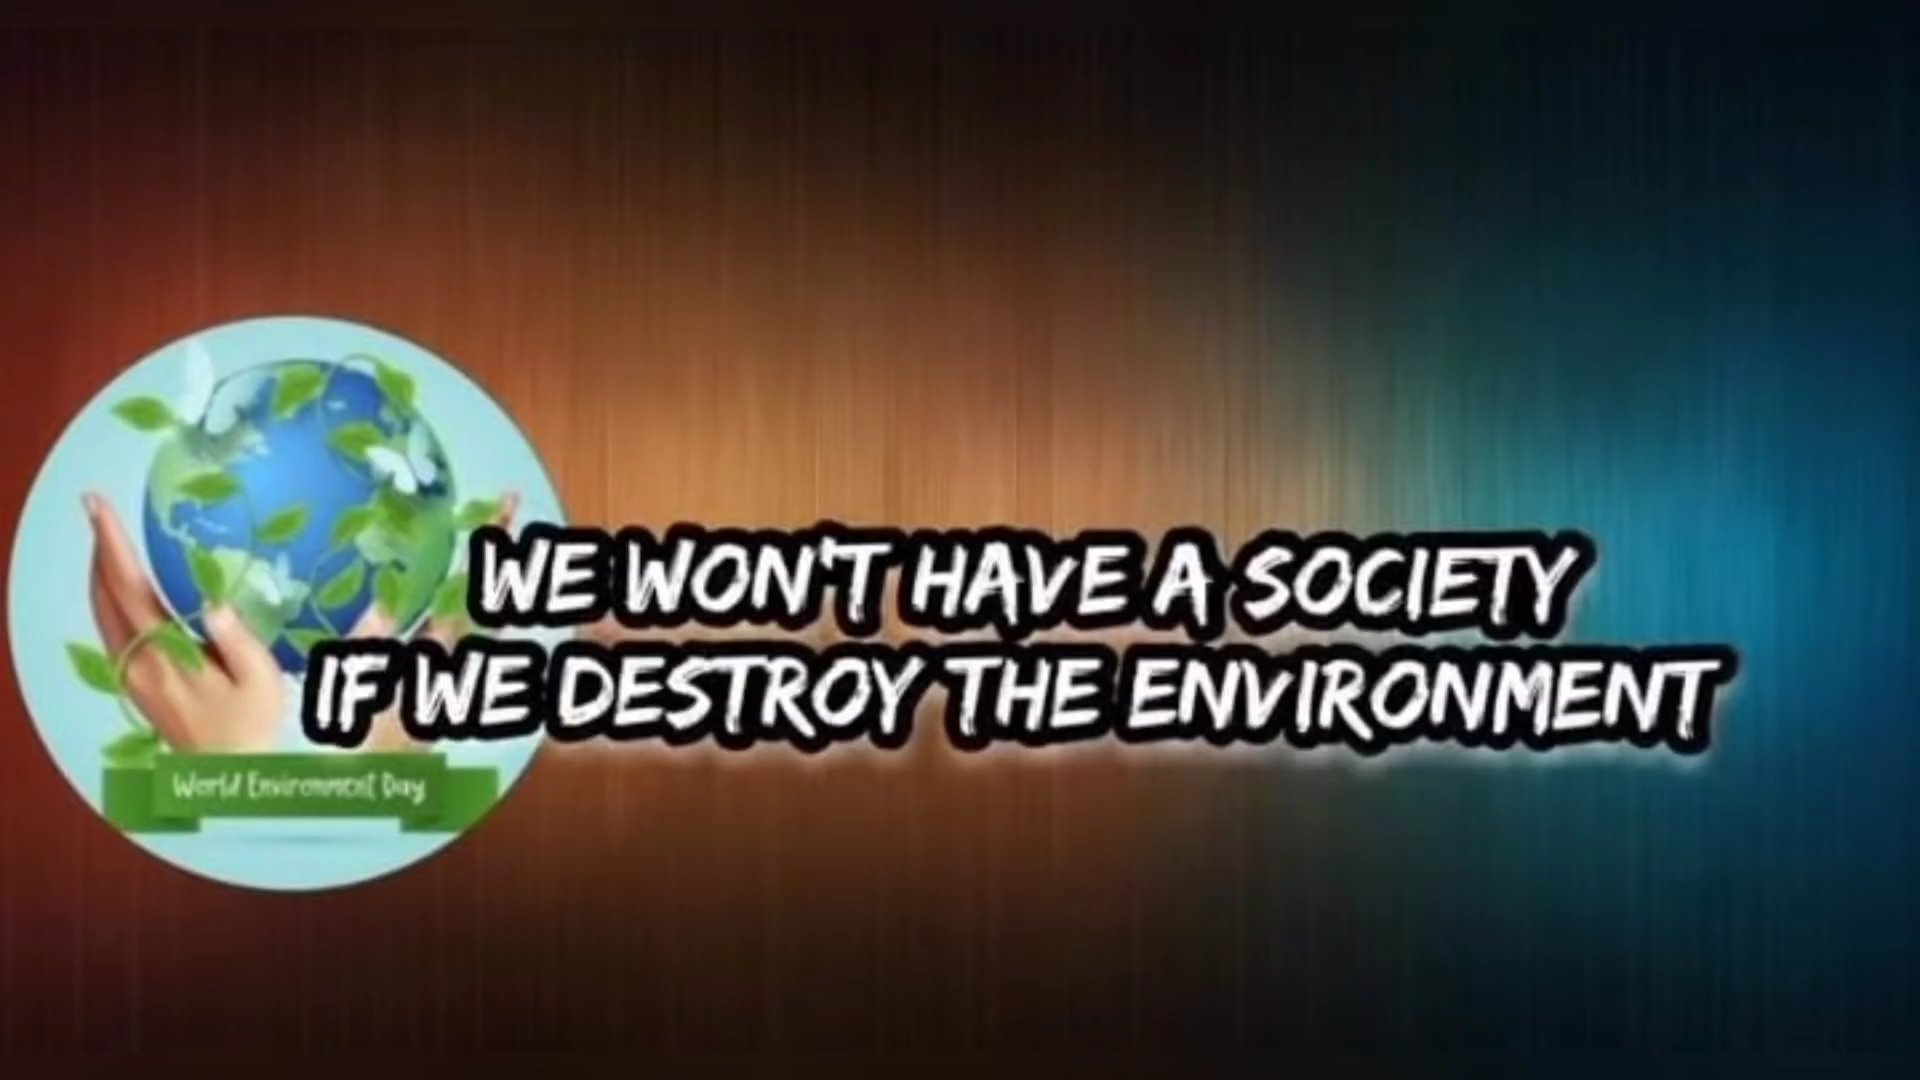 WE WON'T HAVE A SOCIETY
IF WE DESTROY THE ENVIRONMENT
World Environment Day